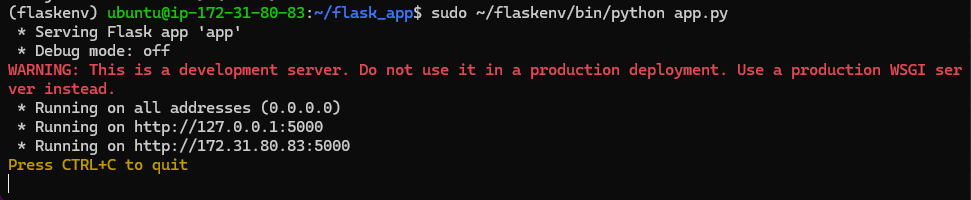 (flaskenv) ubuntu@ip-172-31-80-83:~/flask_app$ sudo ~/flaskenv/bin/python app.py
 * Serving Flask app 'app'
 * Debug mode: off
WARNING: This is a development server. Do not use it in a production deployment. Use a production WSGI ser
ver instead.
 * Running on all addresses (0.0.0.0)
 * Running on http://127.0.0.1:5000
 * Running on http://172.31.80.83:5000
Press CTRL+C to quit